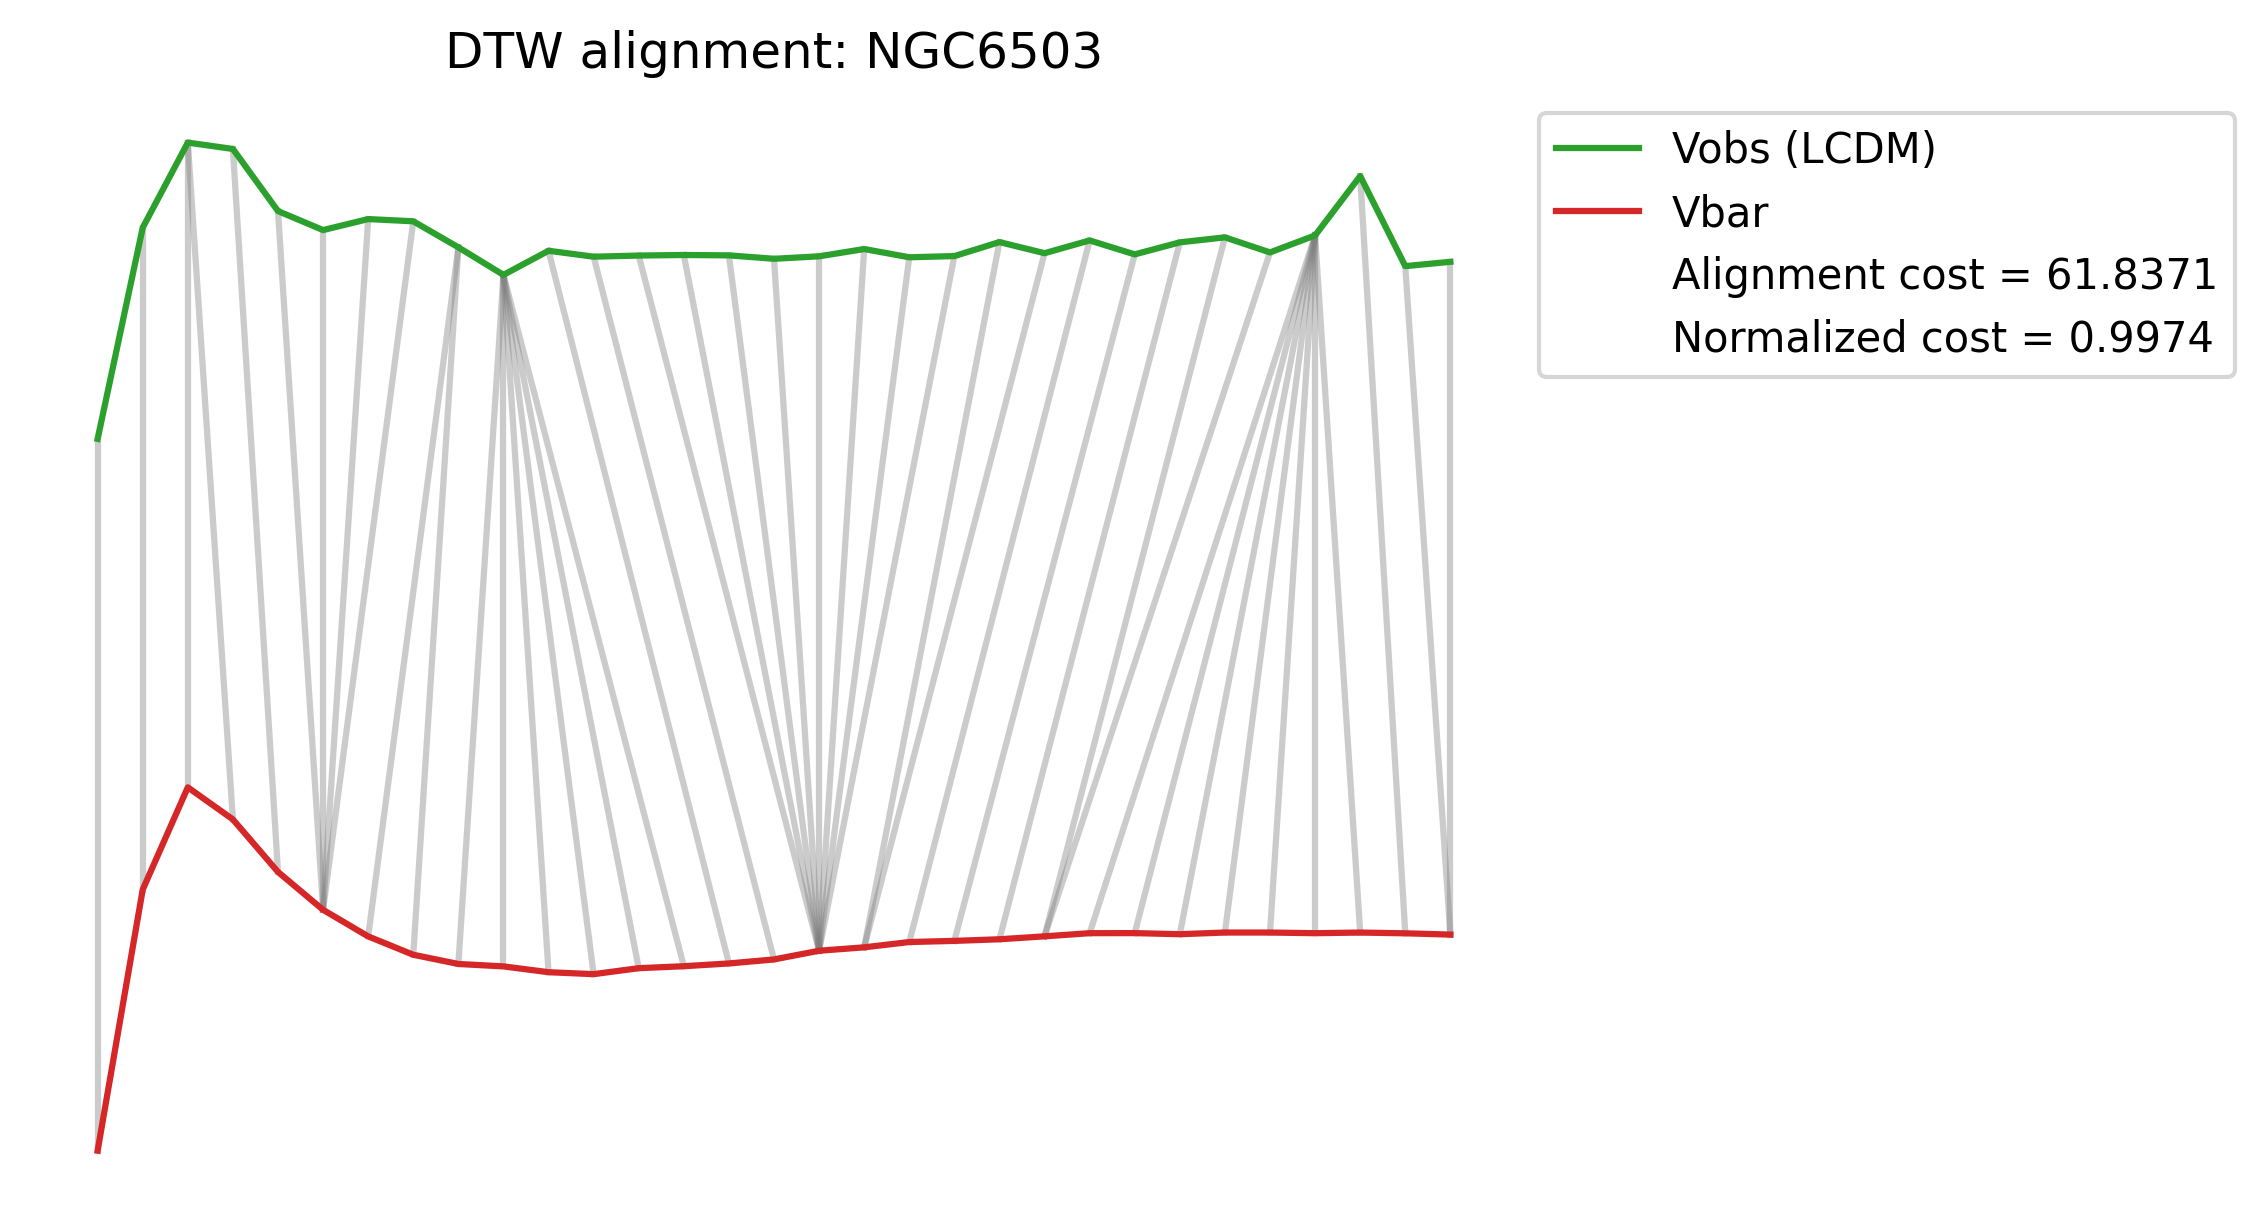 DTW alignment: NGC6503
Vobs (LCDM)
Vbar
Alignment cost = 61.8371
Normalized cost = 0.9974